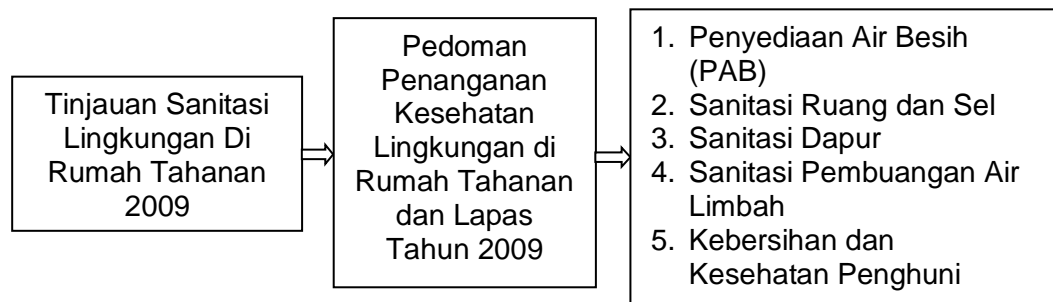 Tinjauan Sanitasi
Lingkungan Di
Rumah Tahanan
2009
Pedoman
Penanganan
Kesehatan
Lingkungan di
Rumah Tahanan
dan Lapas
Tahun 2009
1. Penyediaan Air Besih
(PAB)
2. Sanitasi Ruang dan Sel
3. Sanitasi Dapur
4. Sanitasi Pembuangan Air
Limbah
5. Kebersihan dan
Kesehatan Penghuni